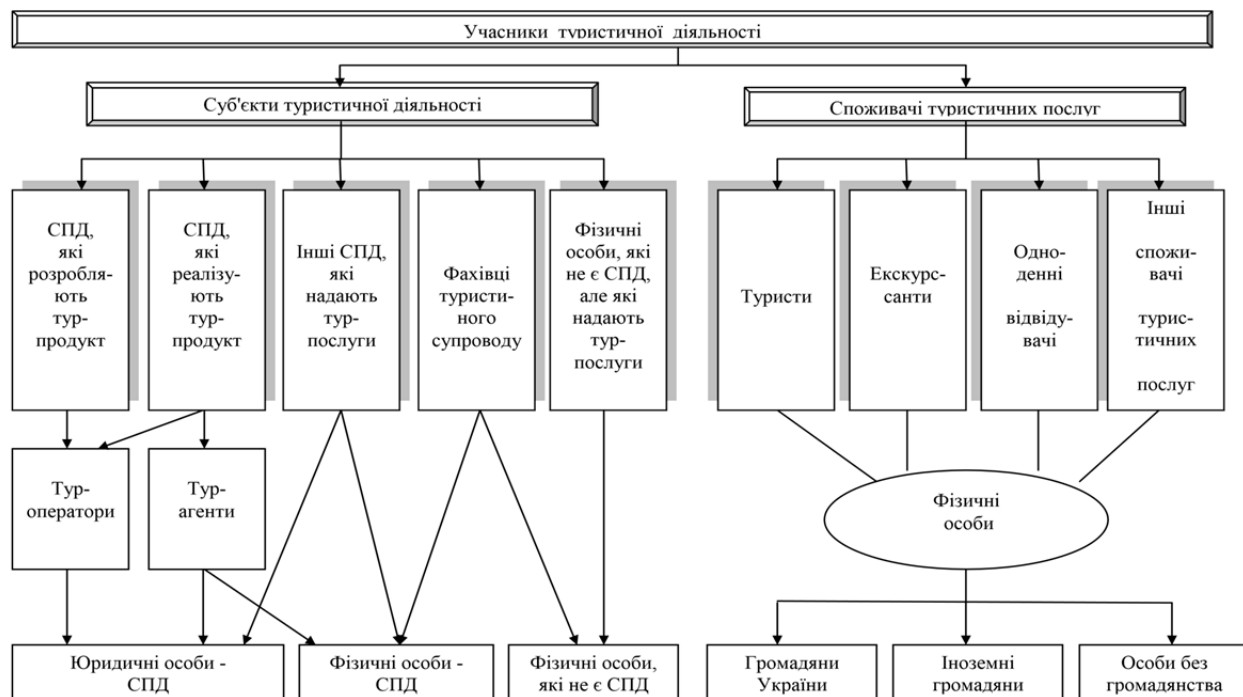 Учасники туристичної діяльності
Суб'єкти туристичної діяльності
Споживачі туристичних послуг
СПД,
які
розробля-
ють
тур-
продукт
СПД,
які
реалізу-
ють
тур-
продукт
Інші СПД,
які
надають
тур-
послуги
Фахівці
туристи-
ного
супроводу
Фізичні
особи, які
не є СПД,
але які
надають
тур-
послуги
Туристи
Екскурс-
санти
Одно-
денні
відвіду-
вачі
Інші
спожи-
вачі
турис-
тичних
послуг
Тур-
оператори
Тур-
агенти
Фізичні
особи
Юридичні особи -
СПД
Фізичні особи -
СПД
Фізичні особи,
які не є СПД
Громадяни
України
Іноземні
громадяни
Особи без
громадянства